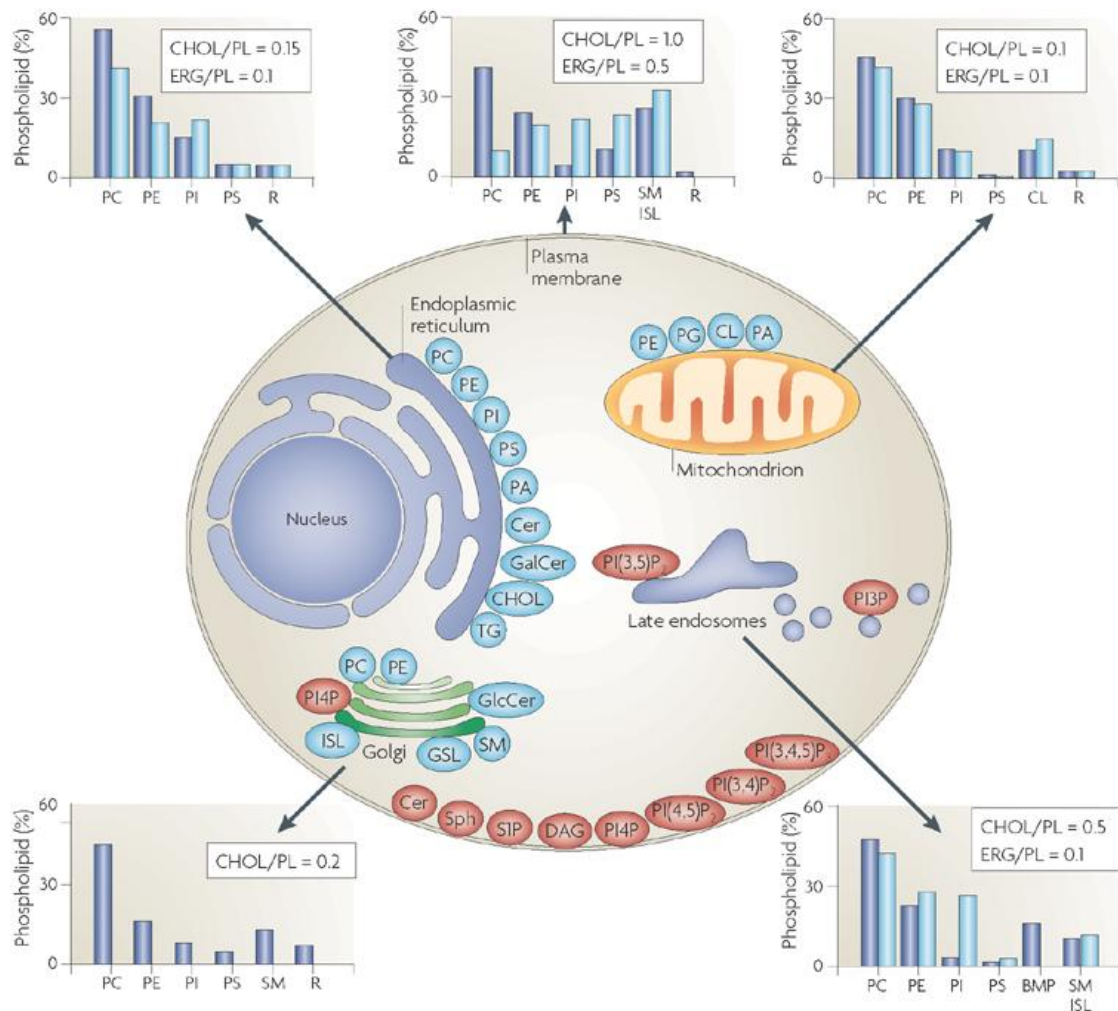 60
30
0
Phospholipid (%)
CHOL/PL = 0.15
ERG/PL = 0.1
PC PE PI PS R
60
30
0
Phospholipid (%)
CHOL/PL = 1.0
ERG/PL = 0.5
PC PE PI PS SM R
ISL
60
30
0
Phospholipid (%)
CHOL/PL = 0.1
ERG/PL = 0.1
PC PE PI PS CL R
Plasma
membrane
Endoplasmic
reticulum
PC
PE
PI
PS
PA
Cer
GalCer
CHOL
TG
Nucleus
PE PG CL PA
Mitochondrion
PI(3,5)P2
Late endosomes
PI3P
PC PE
PI4P
GlcCer
ISL
Golgi
GSL
SM
Cer
Sph
S1P
DAG
PI4P
PI(4,5)P2
PI(3,4)P2
PI(3,4,5)P
60
30
0
Phospholipid (%)
CHOL/PL = 0.2
PC PE PI PS SM R
60
30
0
Phospholipid (%)
CHOL/PL = 0.5
ERG/PL = 0.1
PC PE PI PS BMP SM
ISL